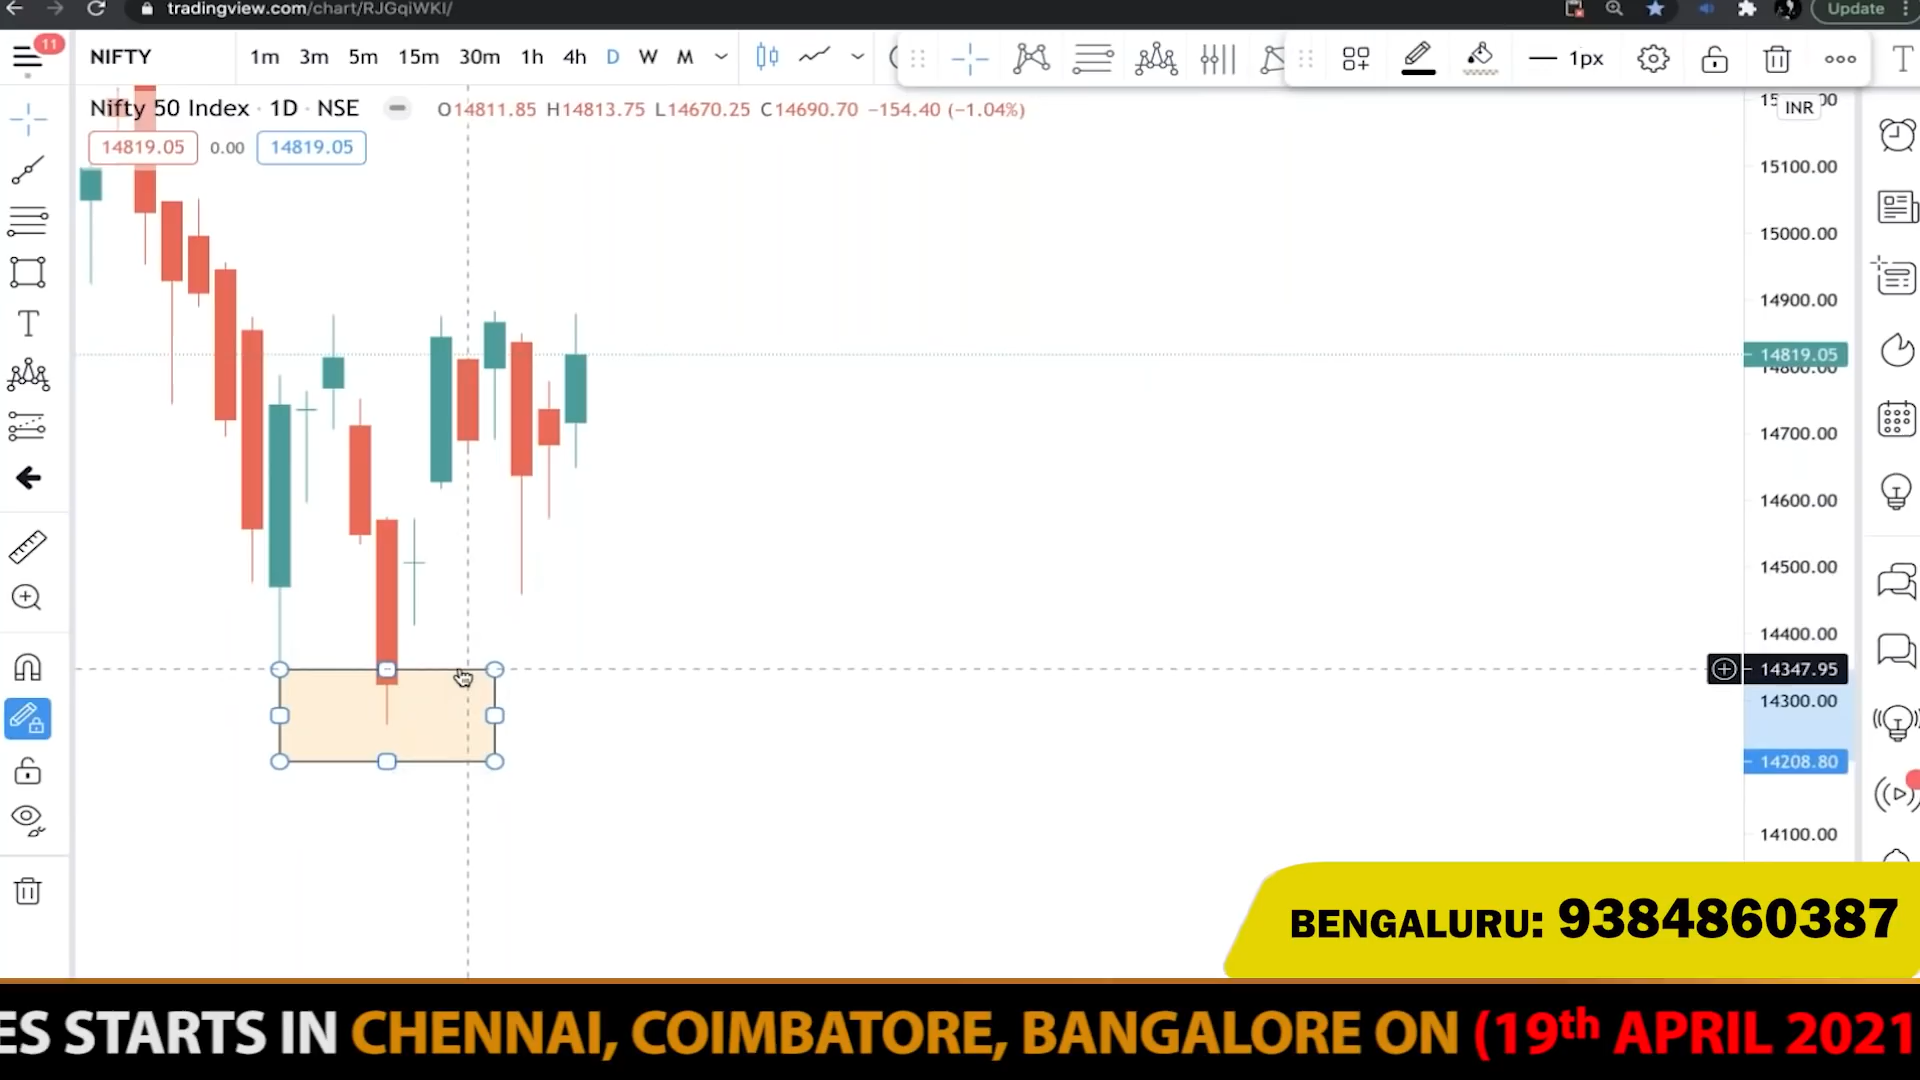 tradingview.com/chart/RJGqiWKI/
Update
11
NIFTY
1m 3m 5m 15m 30m 1h 4h D W M
1px
T
Nifty 50 Index · 1D · NSE
O14811.85 H14813.75 L14670.25 C14690.70 −154.40 (−1.04%)
INR
14819.05 0.00 14819.05
15100.00
15000.00
14900.00
14819.05
14800.00
14700.00
14600.00
14500.00
14400.00
14347.95
14300.00
14208.80
14100.00
BENGALURU: 9384860387
ES STARTS IN CHENNAI, COIMBATORE, BANGALORE ON (19th APRIL 2021